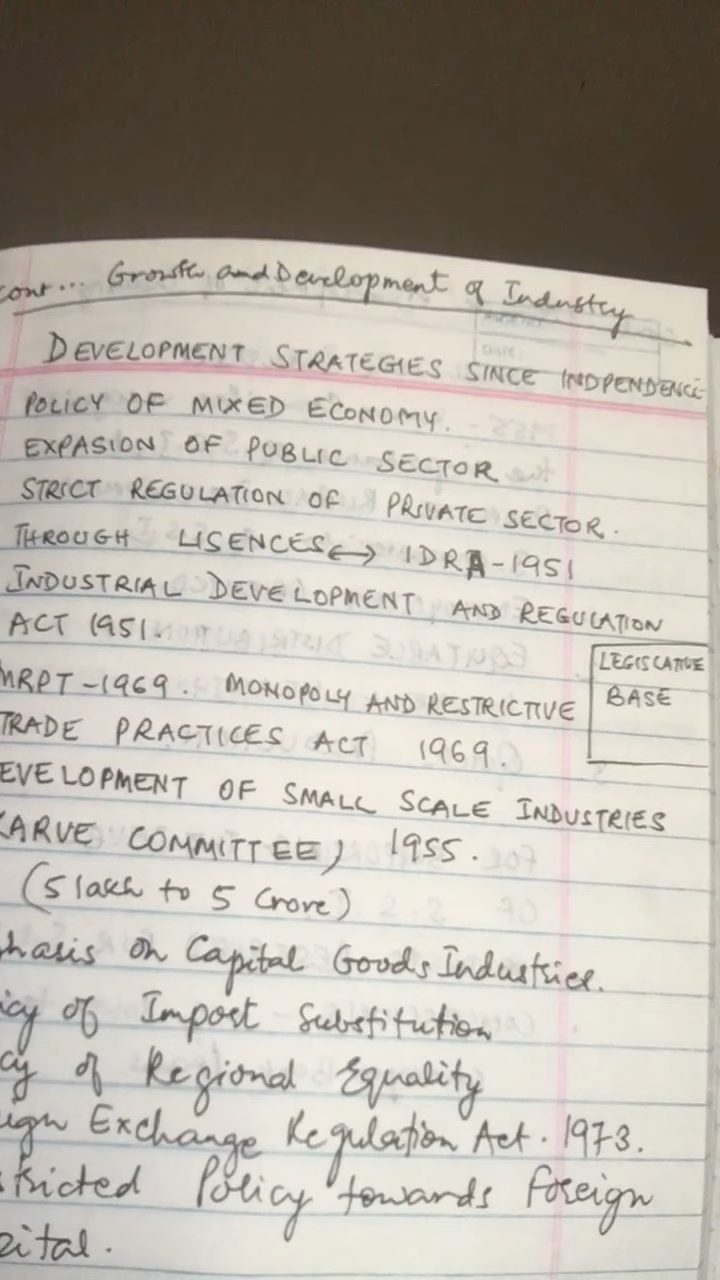 cont... Growth and Development of Industry
DEVELOPMENT STRATEGIES SINCE INDPENDENCE
POLICY OF MIXED ECONOMY.
EXPASION OF PUBLIC SECTOR
STRICT REGULATION OF PRIVATE SECTOR.
THROUGH LISENCES ↔ IDRA-1951
INDUSTRIAL DEVELOPMENT AND REGULATION
ACT 1951.
LEGISLATIVE
BASE
MRPT-1969. MONOPOLY AND RESTRICTIVE
TRADE PRACTICES ACT 1969.
EVELOPMENT OF SMALL SCALE INDUSTRIES
KARVE COMMITTEE) 1955.
(5 lakh to 5 Crore)
hasis on Capital Goods Industries.
icy of Import Substitution
cy of Regional Equality
ign Exchange Regulation Act. 1973.
stricted Policy towards foreign
pital.